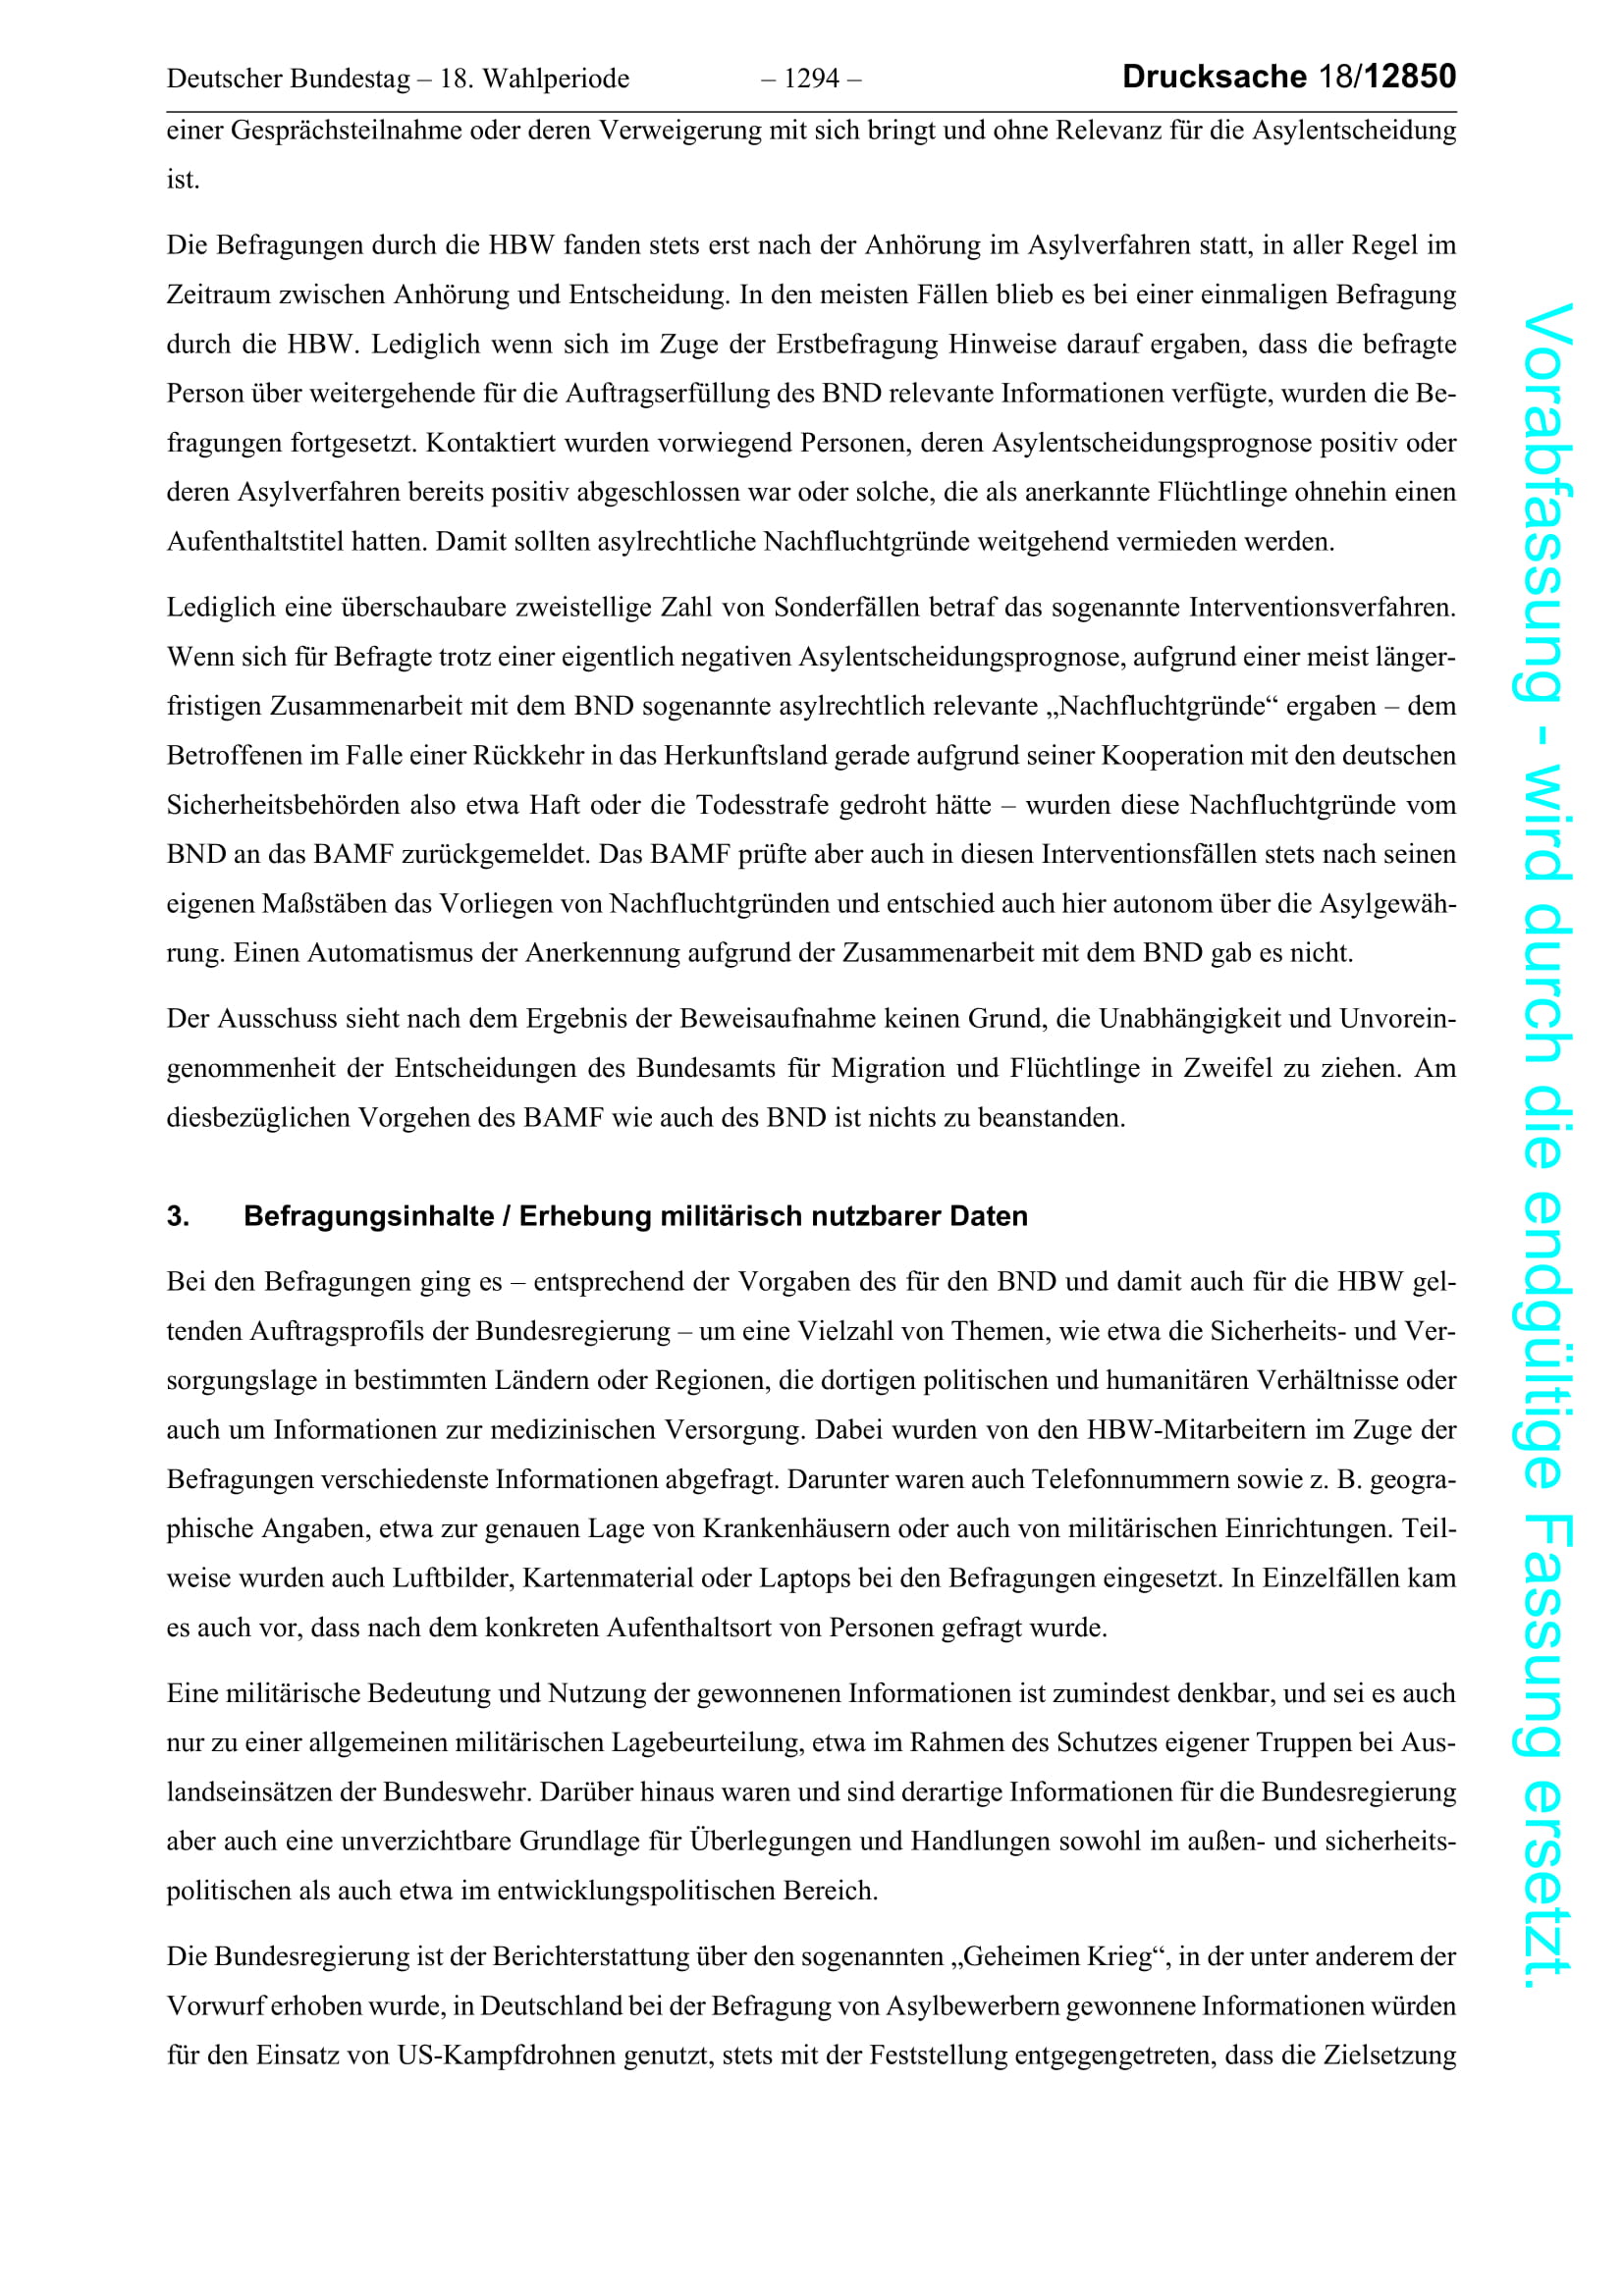 Deutscher Bundestag – 18. Wahlperiode – 1294 – Drucksache 18/12850
einer Gesprächsteilnahme oder deren Verweigerung mit sich bringt und ohne Relevanz für die Asylentscheidung
ist.
Die Befragungen durch die HBW fanden stets erst nach der Anhörung im Asylverfahren statt, in aller Regel im
Zeitraum zwischen Anhörung und Entscheidung. In den meisten Fällen blieb es bei einer einmaligen Befragung
durch die HBW. Lediglich wenn sich im Zuge der Erstbefragung Hinweise darauf ergaben, dass die befragte
Person über weitergehende für die Auftragserfüllung des BND relevante Informationen verfügte, wurden die Be-
fragungen fortgesetzt. Kontaktiert wurden vorwiegend Personen, deren Asylentscheidungsprognose positiv oder
deren Asylverfahren bereits positiv abgeschlossen war oder solche, die als anerkannte Flüchtlinge ohnehin einen
Aufenthaltstitel hatten. Damit sollten asylrechtliche Nachfluchtgründe weitgehend vermieden werden.
Lediglich eine überschaubare zweistellige Zahl von Sonderfällen betraf das sogenannte Interventionsverfahren.
Wenn sich für Befragte trotz einer eigentlich negativen Asylentscheidungsprognose, aufgrund einer meist länger-
fristigen Zusammenarbeit mit dem BND sogenannte asylrechtlich relevante „Nachfluchtgründe“ ergaben – dem
Betroffenen im Falle einer Rückkehr in das Herkunftsland gerade aufgrund seiner Kooperation mit den deutschen
Sicherheitsbehörden also etwa Haft oder die Todesstrafe gedroht hätte – wurden diese Nachfluchtgründe vom
BND an das BAMF zurückgemeldet. Das BAMF prüfte aber auch in diesen Interventionsfällen stets nach seinen
eigenen Maßstäben das Vorliegen von Nachfluchtgründen und entschied auch hier autonom über die Asylgewäh-
rung. Einen Automatismus der Anerkennung aufgrund der Zusammenarbeit mit dem BND gab es nicht.
Der Ausschuss sieht nach dem Ergebnis der Beweisaufnahme keinen Grund, die Unabhängigkeit und Unvorein-
genommenheit der Entscheidungen des Bundesamts für Migration und Flüchtlinge in Zweifel zu ziehen. Am
diesbezüglichen Vorgehen des BAMF wie auch des BND ist nichts zu beanstanden.
3. Befragungsinhalte / Erhebung militärisch nutzbarer Daten
Bei den Befragungen ging es – entsprechend der Vorgaben des für den BND und damit auch für die HBW gel-
tenden Auftragsprofils der Bundesregierung – um eine Vielzahl von Themen, wie etwa die Sicherheits- und Ver-
sorgungslage in bestimmten Ländern oder Regionen, die dortigen politischen und humanitären Verhältnisse oder
auch um Informationen zur medizinischen Versorgung. Dabei wurden von den HBW-Mitarbeitern im Zuge der
Befragungen verschiedenste Informationen abgefragt. Darunter waren auch Telefonnummern sowie z. B. geogra-
phische Angaben, etwa zur genauen Lage von Krankenhäusern oder auch von militärischen Einrichtungen. Teil-
weise wurden auch Luftbilder, Kartenmaterial oder Laptops bei den Befragungen eingesetzt. In Einzelfällen kam
es auch vor, dass nach dem konkreten Aufenthaltsort von Personen gefragt wurde.
Eine militärische Bedeutung und Nutzung der gewonnenen Informationen ist zumindest denkbar, und sei es auch
nur zu einer allgemeinen militärischen Lagebeurteilung, etwa im Rahmen des Schutzes eigener Truppen bei Aus-
landseinsätzen der Bundeswehr. Darüber hinaus waren und sind derartige Informationen für die Bundesregierung
aber auch eine unverzichtbare Grundlage für Überlegungen und Handlungen sowohl im außen- und sicherheits-
politischen als auch etwa im entwicklungspolitischen Bereich.
Die Bundesregierung ist der Berichterstattung über den sogenannten „Geheimen Krieg“, in der unter anderem der
Vorwurf erhoben wurde, in Deutschland bei der Befragung von Asylbewerbern gewonnene Informationen würden
für den Einsatz von US-Kampfdrohnen genutzt, stets mit der Feststellung entgegengetreten, dass die Zielsetzung
Vorabfassung - wird durch die endgültige Fassung ersetzt.